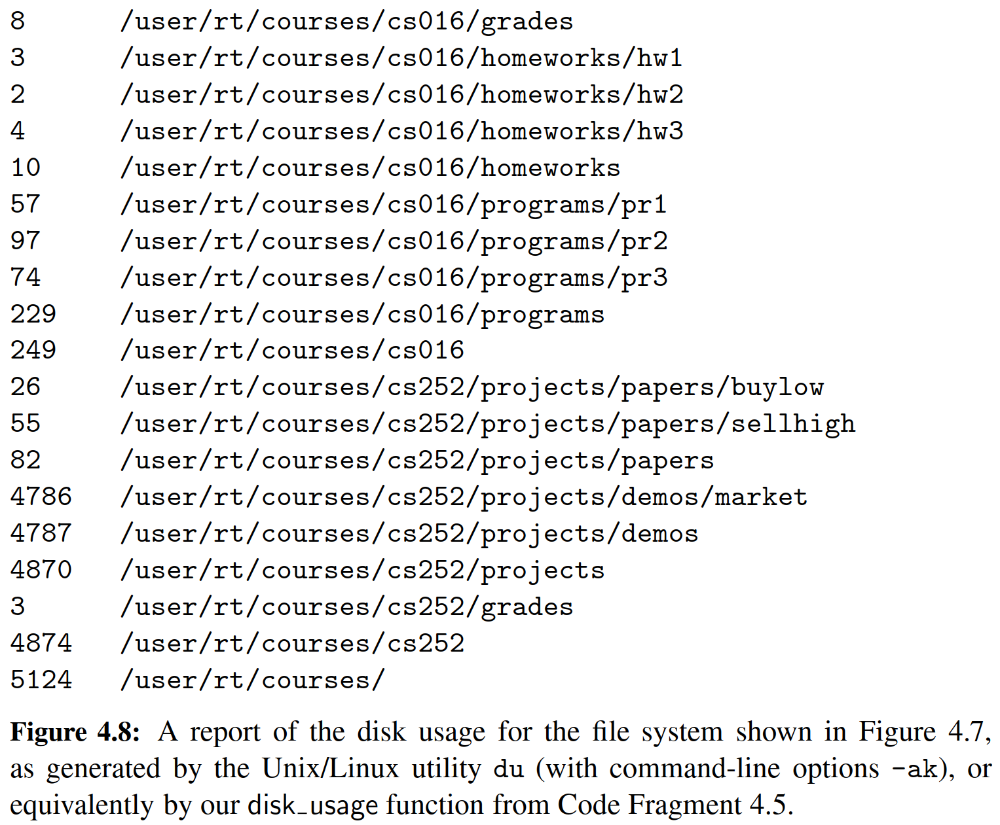 8 /user/rt/courses/cs016/grades
3 /user/rt/courses/cs016/homeworks/hw1
2 /user/rt/courses/cs016/homeworks/hw2
4 /user/rt/courses/cs016/homeworks/hw3
10 /user/rt/courses/cs016/homeworks
57 /user/rt/courses/cs016/programs/pr1
97 /user/rt/courses/cs016/programs/pr2
74 /user/rt/courses/cs016/programs/pr3
229 /user/rt/courses/cs016/programs
249 /user/rt/courses/cs016
26 /user/rt/courses/cs252/projects/papers/buylow
55 /user/rt/courses/cs252/projects/papers/sellhigh
82 /user/rt/courses/cs252/projects/papers
4786 /user/rt/courses/cs252/projects/demos/market
4787 /user/rt/courses/cs252/projects/demos
4870 /user/rt/courses/cs252/projects
3 /user/rt/courses/cs252/grades
4874 /user/rt/courses/cs252
5124 /user/rt/courses/
Figure 4.8: A report of the disk usage for the file system shown in Figure 4.7,
as generated by the Unix/Linux utility du (with command-line options -ak), or
equivalently by our disk_usage function from Code Fragment 4.5.